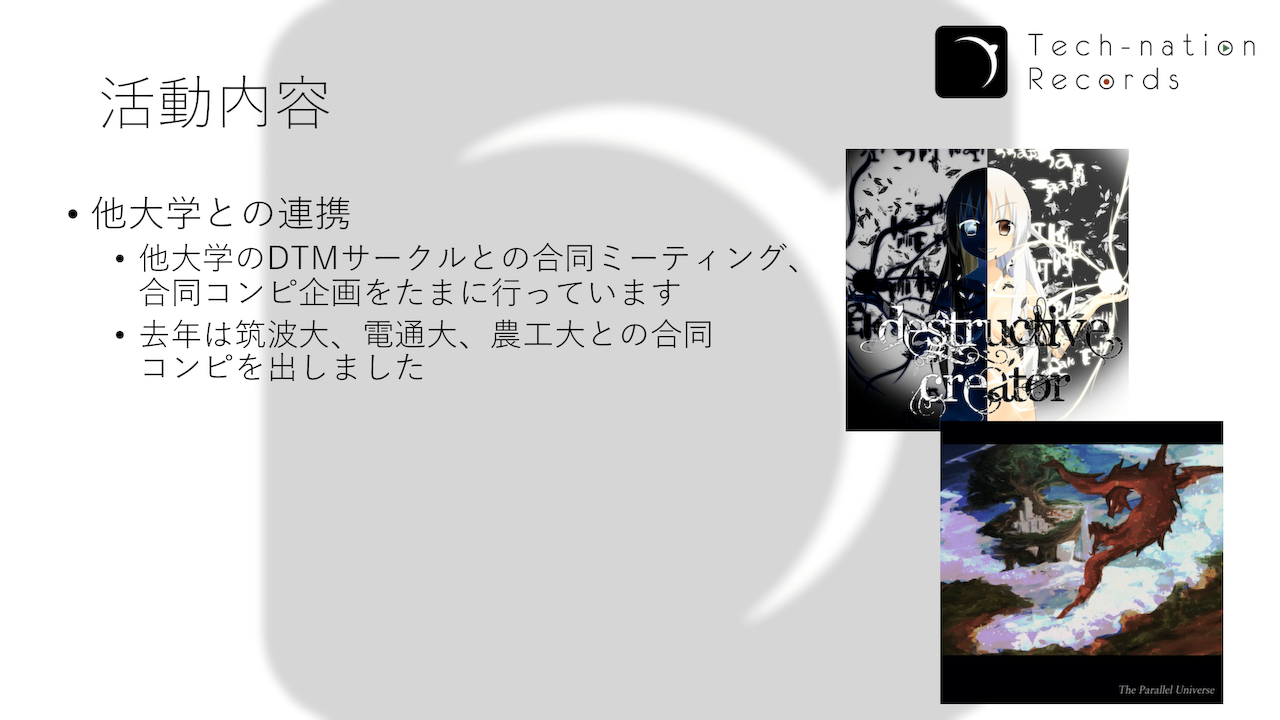 Tech-nation
Records
活動内容
• 他大学との連携
• 他大学のDTMサークルとの合同ミーティング、
合同コンピ企画をたまに行っています
• 去年は筑波大、電通大、農工大との合同
コンピを出しました
destructive
creator
The Parallel Universe